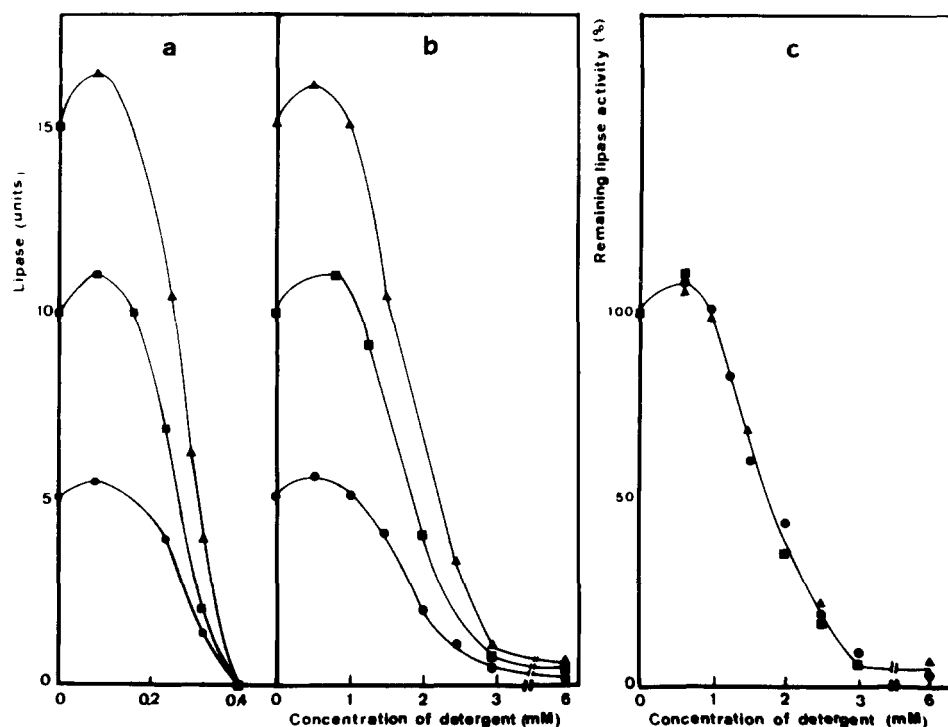 a
b
c
Lipase (units)
15
10
5
0
0
0.2
0.4
0
1
2
3
6
Concentration of detergent (mM)
Remaining lipase activity (%)
100
50
0
0
1
2
3
6
Concentration of detergent (mM)